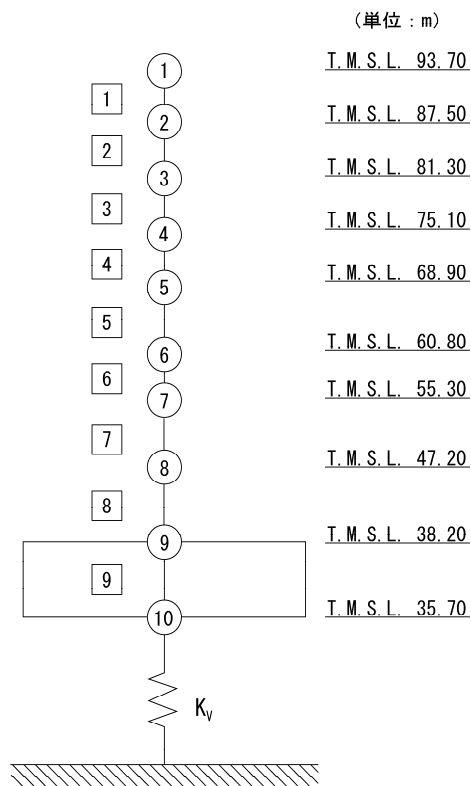 (単位:m)
① T.M.S.L. 93.70
1
② T.M.S.L. 87.50
2
③ T.M.S.L. 81.30
3
④ T.M.S.L. 75.10
4
⑤ T.M.S.L. 68.90
5
⑥ T.M.S.L. 60.80
6
⑦ T.M.S.L. 55.30
7
⑧ T.M.S.L. 47.20
8
⑨ T.M.S.L. 38.20
9
⑩ T.M.S.L. 35.70
Kv